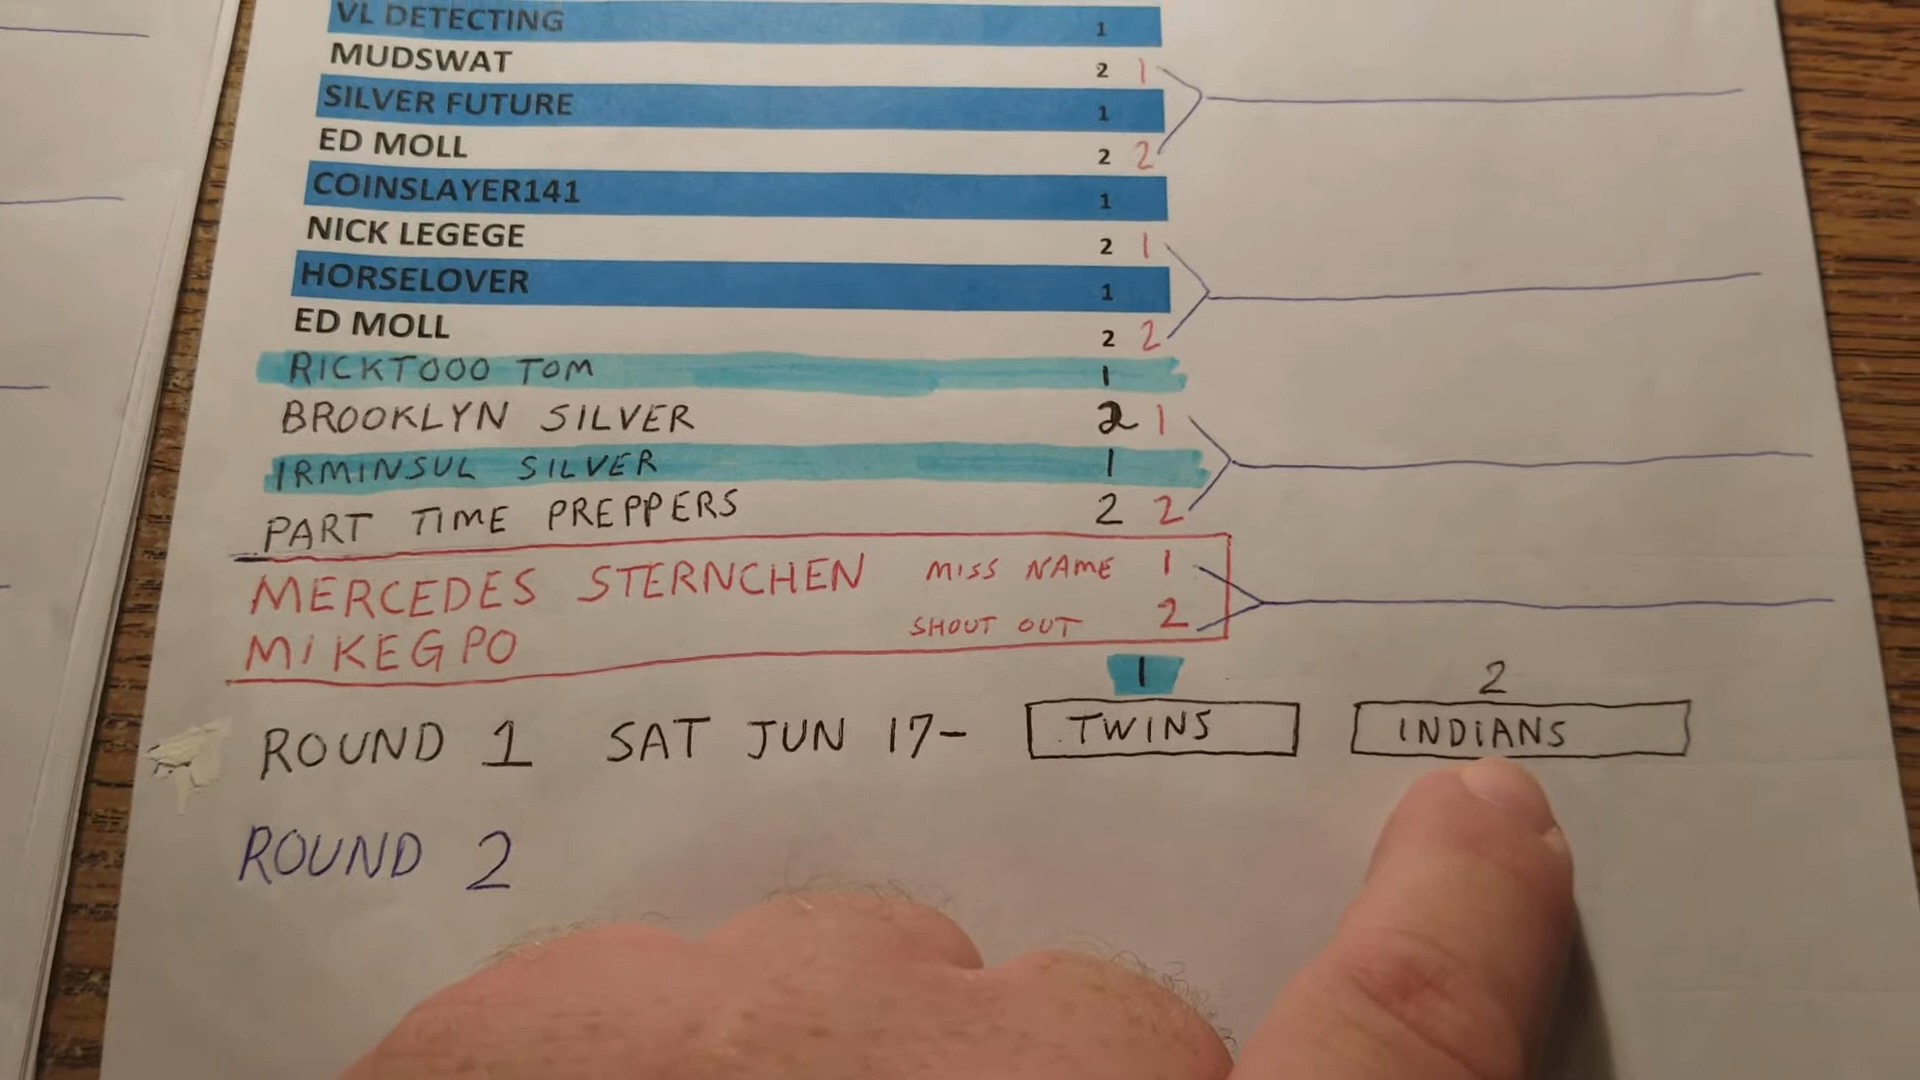 VL DETECTING 1
MUDSWAT 2 1
SILVER FUTURE 1
ED MOLL 2 2
COINSLAYER141 1
NICK LEGEGE 2 1
HORSELOVER 1
ED MOLL 2 2
RICKTOOO TOM 1
BROOKLYN SILVER 2 1
IRMINSUL SILVER 1
PART TIME PREPPERS 2 2
MERCEDES STERNCHEN MISS NAME 1
MIKEGPO SHOUT OUT 2
1 2
ROUND 1 SAT JUN 17- TWINS INDIANS
ROUND 2